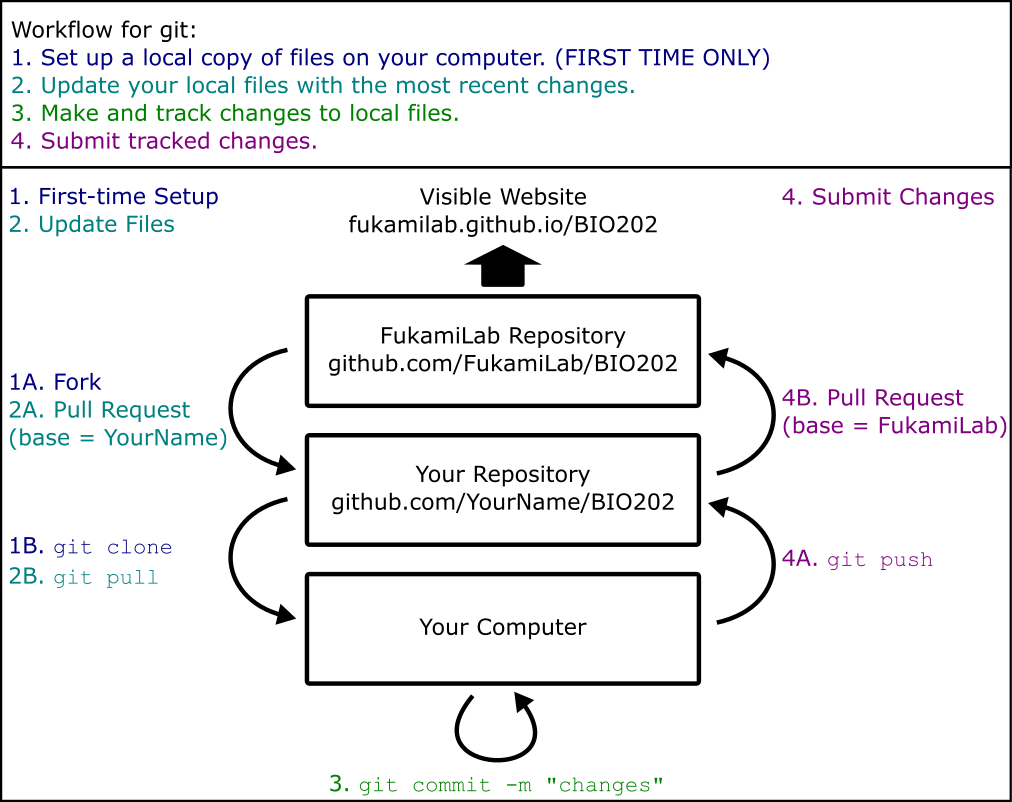 Workflow for git:
1. Set up a local copy of files on your computer. (FIRST TIME ONLY)
2. Update your local files with the most recent changes.
3. Make and track changes to local files.
4. Submit tracked changes.
1. First-time Setup
2. Update Files
Visible Website
fukamilab.github.io/BIO202
4. Submit Changes
FukamiLab Repository
github.com/FukamiLab/BIO202
1A. Fork
2A. Pull Request
(base = YourName)
4B. Pull Request
(base = FukamiLab)
Your Repository
github.com/YourName/BIO202
1B. git clone
2B. git pull
4A. git push
Your Computer
3. git commit -m "changes"